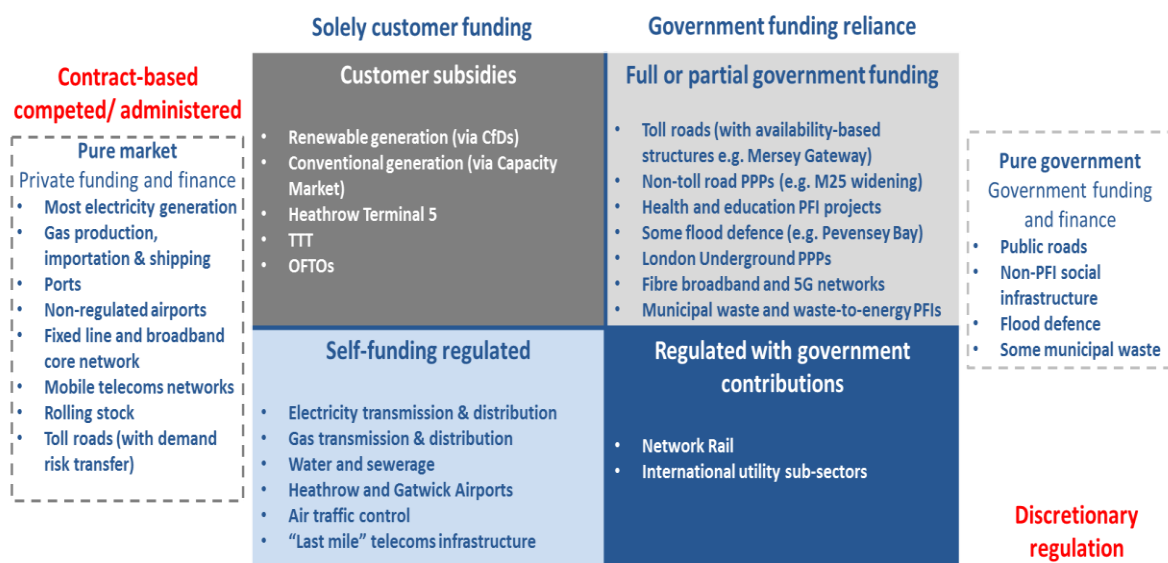 Solely customer funding
Government funding reliance
Contract-based
competed/ administered
Pure market
Private funding and finance
• Most electricity generation
• Gas production,
importation & shipping
• Ports
• Non-regulated airports
• Fixed line and broadband
core network
• Mobile telecoms networks
• Rolling stock
• Toll roads (with demand
risk transfer)
Customer subsidies
• Renewable generation (via CfDs)
• Conventional generation (via Capacity
Market)
• Heathrow Terminal 5
• TTT
• OFTOs
Full or partial government funding
• Toll roads (with availability-based
structures e.g. Mersey Gateway)
• Non-toll road PPPs (e.g. M25 widening)
• Health and education PFI projects
• Some flood defence (e.g. Pevensey Bay)
• London Underground PPPs
• Fibre broadband and 5G networks
• Municipal waste and waste-to-energy PFIs
Self-funding regulated
• Electricity transmission & distribution
• Gas transmission & distribution
• Water and sewerage
• Heathrow and Gatwick Airports
• Air traffic control
• “Last mile” telecoms infrastructure
Regulated with government
contributions
• Network Rail
• International utility sub-sectors
Pure government
Government funding
and finance
• Public roads
• Non-PFI social
infrastructure
• Flood defence
• Some municipal waste
Discretionary
regulation